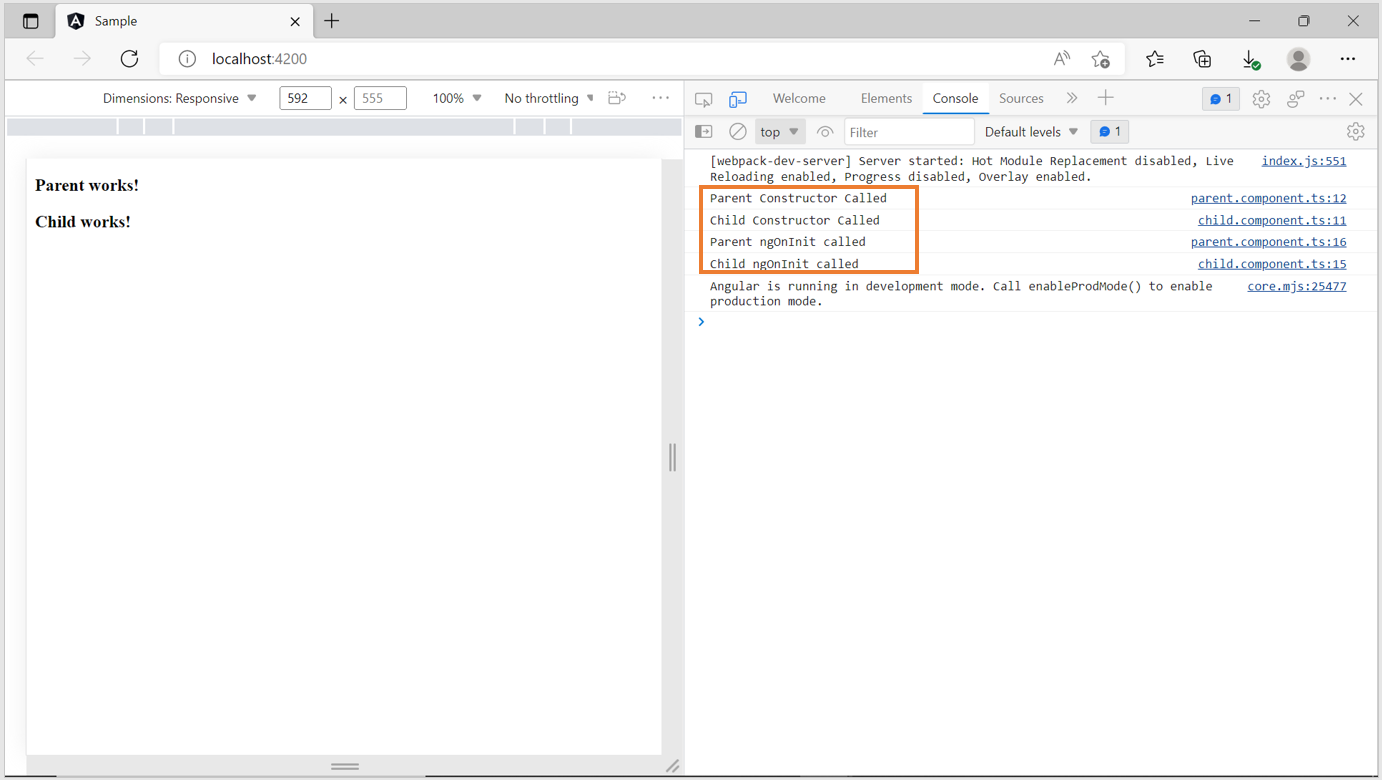 Sample
localhost:4200
Dimensions: Responsive 592 × 555 100% No throttling
Welcome Elements Console Sources 1
top Filter Default levels 1
Parent works!
Child works!
[webpack-dev-server] Server started: Hot Module Replacement disabled, Live index.js:551
Reloading enabled, Progress disabled, Overlay enabled.
Parent Constructor Called parent.component.ts:12
Child Constructor Called child.component.ts:11
Parent ngOnInit called parent.component.ts:16
Child ngOnInit called child.component.ts:15
Angular is running in development mode. Call enableProdMode() to enable core.mjs:25477
production mode.